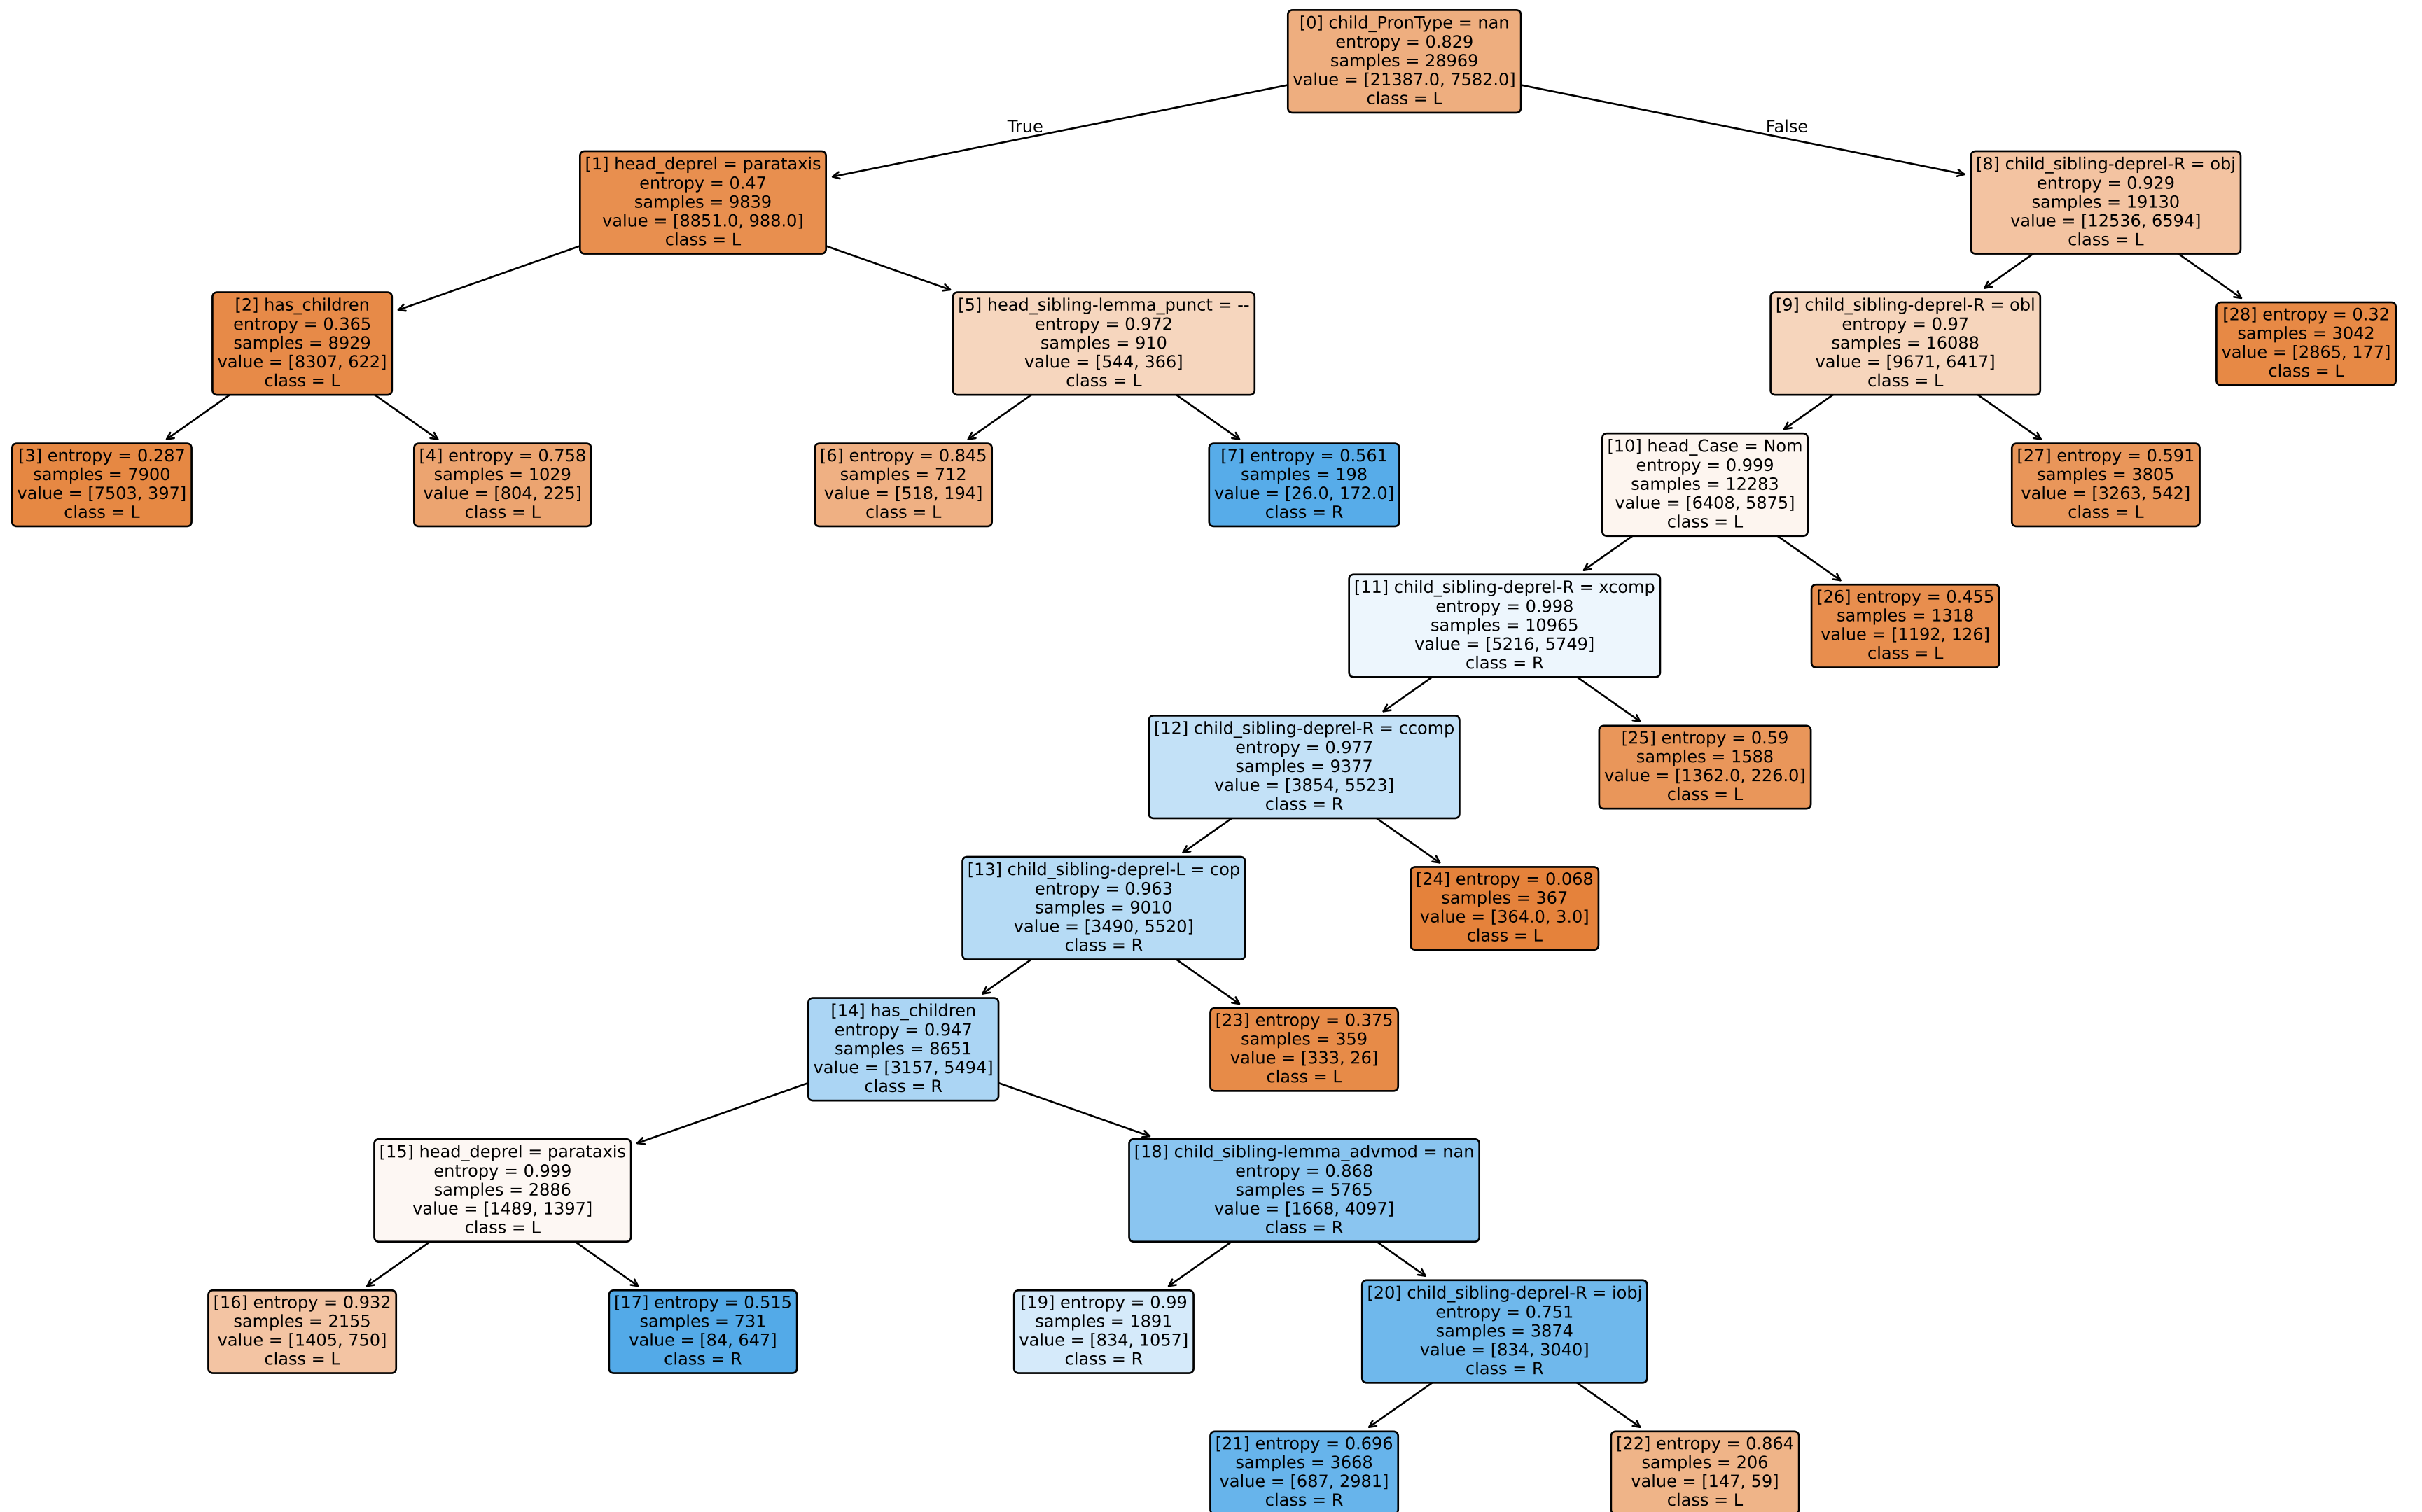 [0] child_PronType = nan
entropy = 0.829
samples = 28969
value = [21387.0, 7582.0]
class = L
True
False
[1] head_deprel = parataxis
entropy = 0.47
samples = 9839
value = [8851.0, 988.0]
class = L
[8] child_sibling-deprel-R = obj
entropy = 0.929
samples = 19130
value = [12536, 6594]
class = L
[2] has_children
entropy = 0.365
samples = 8929
value = [8307, 622]
class = L
[5] head_sibling-lemma_punct = --
entropy = 0.972
samples = 910
value = [544, 366]
class = L
[9] child_sibling-deprel-R = obl
entropy = 0.97
samples = 16088
value = [9671, 6417]
class = L
[28] entropy = 0.32
samples = 3042
value = [2865, 177]
class = L
[3] entropy = 0.287
samples = 7900
value = [7503, 397]
class = L
[4] entropy = 0.758
samples = 1029
value = [804, 225]
class = L
[6] entropy = 0.845
samples = 712
value = [518, 194]
class = L
[7] entropy = 0.561
samples = 198
value = [26.0, 172.0]
class = R
[10] head_Case = Nom
entropy = 0.999
samples = 12283
value = [6408, 5875]
class = L
[27] entropy = 0.591
samples = 3805
value = [3263, 542]
class = L
[11] child_sibling-deprel-R = xcomp
entropy = 0.998
samples = 10965
value = [5216, 5749]
class = R
[26] entropy = 0.455
samples = 1318
value = [1192, 126]
class = L
[12] child_sibling-deprel-R = ccomp
entropy = 0.977
samples = 9377
value = [3854, 5523]
class = R
[25] entropy = 0.59
samples = 1588
value = [1362.0, 226.0]
class = L
[13] child_sibling-deprel-L = cop
entropy = 0.963
samples = 9010
value = [3490, 5520]
class = R
[24] entropy = 0.068
samples = 367
value = [364.0, 3.0]
class = L
[14] has_children
entropy = 0.947
samples = 8651
value = [3157, 5494]
class = R
[23] entropy = 0.375
samples = 359
value = [333, 26]
class = L
[15] head_deprel = parataxis
entropy = 0.999
samples = 2886
value = [1489, 1397]
class = L
[18] child_sibling-lemma_advmod = nan
entropy = 0.868
samples = 5765
value = [1668, 4097]
class = R
[16] entropy = 0.932
samples = 2155
value = [1405, 750]
class = L
[17] entropy = 0.515
samples = 731
value = [84, 647]
class = R
[19] entropy = 0.99
samples = 1891
value = [834, 1057]
class = R
[20] child_sibling-deprel-R = iobj
entropy = 0.751
samples = 3874
value = [834, 3040]
class = R
[21] entropy = 0.696
samples = 3668
value = [687, 2981]
class = R
[22] entropy = 0.864
samples = 206
value = [147, 59]
class = L